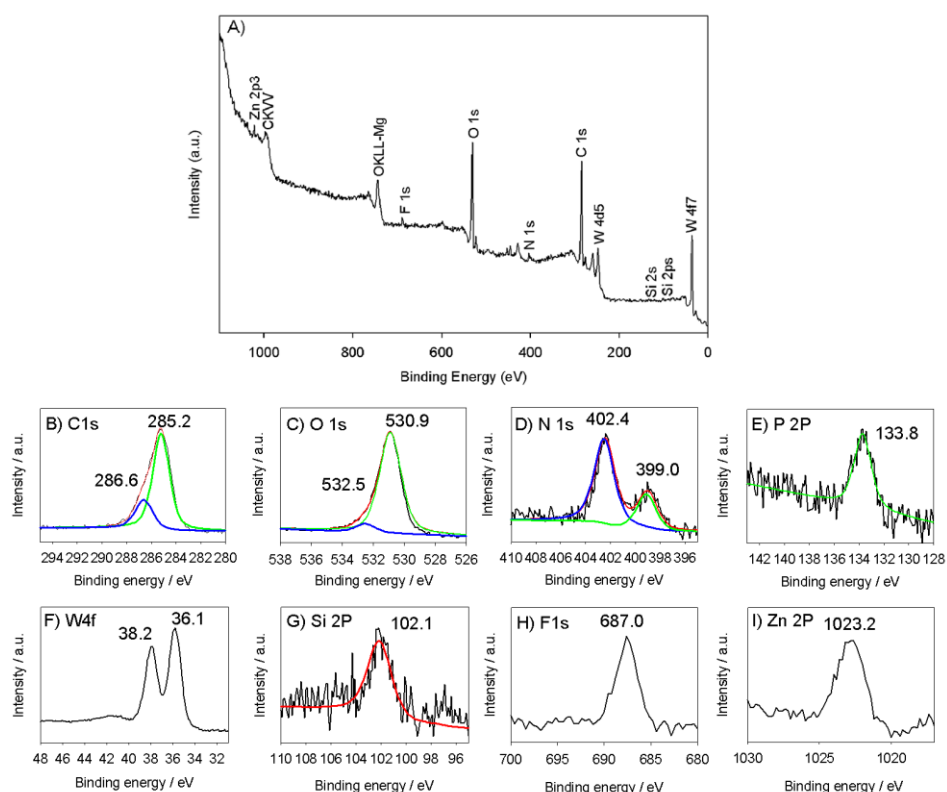 A)
Intensity (a.u.)
Zn 2p3
CKVV
OKLL-Mg
F 1s
O 1s
N 1s
C 1s
W 4d5
Si 2s
Si 2ps
W 4f7
1000 800 600 400 200 0
Binding Energy (eV)
B) C1s
285.2
286.6
Intensity / a.u.
294 292 290 288 286 284 282 280
Binding energy / eV
C) O 1s
530.9
532.5
Intensity / a.u.
538 536 534 532 530 528 526
Binding energy / eV
D) N 1s
402.4
399.0
Intensity / a.u.
410 408 406 404 402 400 398 396
Binding energy / eV
E) P 2P
133.8
Intensity / a.u.
142 140 138 136 134 132 130 128
Binding energy / eV
F) W4f
38.2
36.1
Intensity / a.u.
48 46 44 42 40 38 36 34 32
Binding energy / eV
G) Si 2P
102.1
Intensity / a.u.
110 108 106 104 102 100 98 96
Binding energy / eV
H) F1s
687.0
Intensity / a.u.
700 695 690 685 680
Binding energy / eV
I) Zn 2P
1023.2
Intensity / a.u.
1030 1025 1020
Binding energy / eV